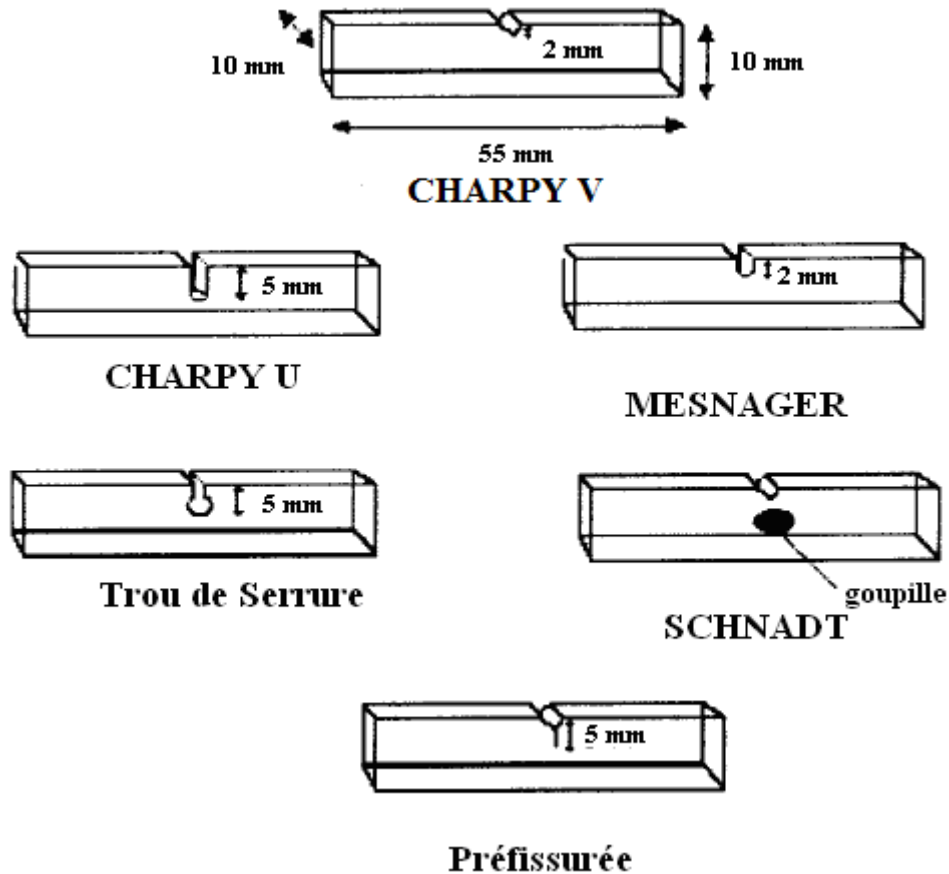 10 mm
2 mm
10 mm
55 mm
CHARPY V
5 mm
CHARPY U
2 mm
MESNAGER
5 mm
Trou de Serrure
goupille
SCHNADT
5 mm
Préfissurée